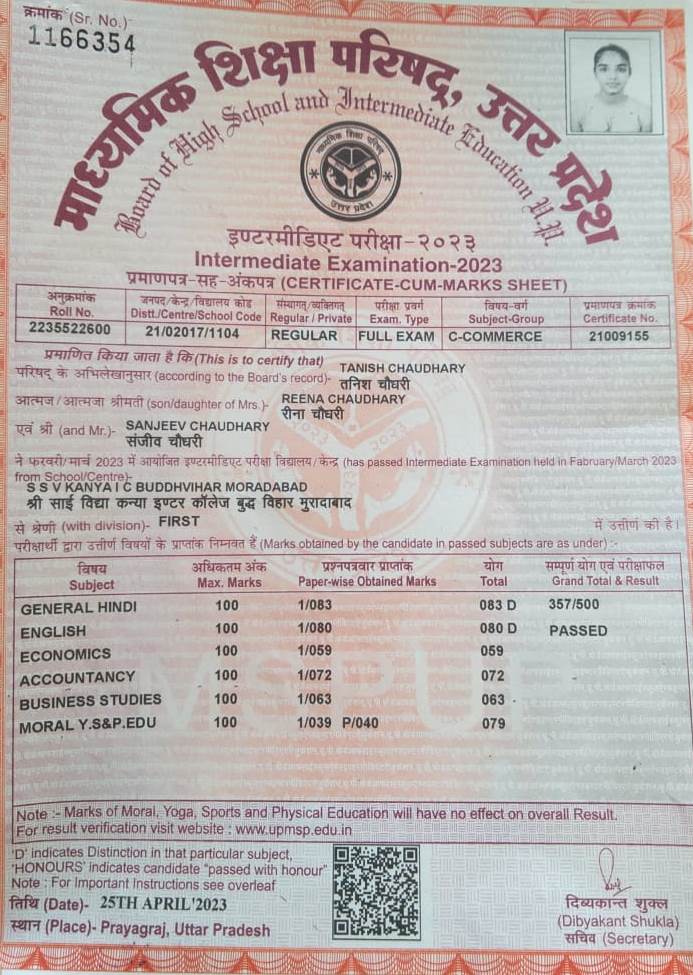 क्रमांक (Sr. No.)
1166354
माध्यमिक शिक्षा परिषद्, उत्तर प्रदेश
Board of High School and Intermediate Education U.P.
माध्यमिक शिक्षा परिषद्
उत्तर प्रदेश
इण्टरमीडिएट परीक्षा-२०२३
Intermediate Examination-2023
प्रमाणपत्र-सह-अंकपत्र (CERTIFICATE-CUM-MARKS SHEET)
अनुक्रमांक जनपद/केन्द्र/विद्यालय कोड संस्थागत/व्यक्तिगत परीक्षा प्रवर्ग विषय-वर्ग प्रमाणपत्र क्रमांक
Roll No. Distt./Centre/School Code Regular / Private Exam. Type Subject-Group Certificate No.
2235522600 21/02017/1104 REGULAR FULL EXAM C-COMMERCE 21009155
प्रमाणित किया जाता है कि(This is to certify that)
परिषद् के अभिलेखानुसार (according to the Board's record)- TANISH CHAUDHARY
तनिश चौधरी
आत्मज/आत्मजा श्रीमती (son/daughter of Mrs.)- REENA CHAUDHARY
रीना चौधरी
एवं श्री (and Mr.)- SANJEEV CHAUDHARY
संजीव चौधरी
ने फरवरी/मार्च 2023 में आयोजित इण्टरमीडिएट परीक्षा विद्यालय/केन्द्र (has passed Intermediate Examination held in Fabruary/March 2023
from School/Centre)-
S S V KANYA I C BUDDHVIHAR MORADABAD
श्री साई विद्या कन्या इण्टर कॉलेज बुद्ध विहार मुरादाबाद
से श्रेणी (with division)- FIRST में उत्तीर्ण की है।
परीक्षार्थी द्वारा उत्तीर्ण विषयों के प्राप्तांक निम्नवत हैं (Marks obtained by the candidate in passed subjects are as under) :-
विषय अधिकतम अंक प्रश्नपत्रवार प्राप्तांक योग सम्पूर्ण योग एवं परीक्षाफल
Subject Max. Marks Paper-wise Obtained Marks Total Grand Total & Result
GENERAL HINDI 100 1/083 083 D 357/500
ENGLISH 100 1/080 080 D PASSED
ECONOMICS 100 1/059 059
ACCOUNTANCY 100 1/072 072
BUSINESS STUDIES 100 1/063 063
MORAL Y.S&P.EDU 100 1/039 P/040 079
Note :- Marks of Moral, Yoga, Sports and Physical Education will have no effect on overall Result.
For result verification visit website : www.upmsp.edu.in
'D' indicates Distinction in that particular subject,
'HONOURS' indicates candidate "passed with honour"
Note : For Important Instructions see overleaf
तिथि (Date)- 25TH APRIL'2023
स्थान (Place)- Prayagraj, Uttar Pradesh
दिब्यकान्त शुक्ल
(Dibyakant Shukla)
सचिव (Secretary)